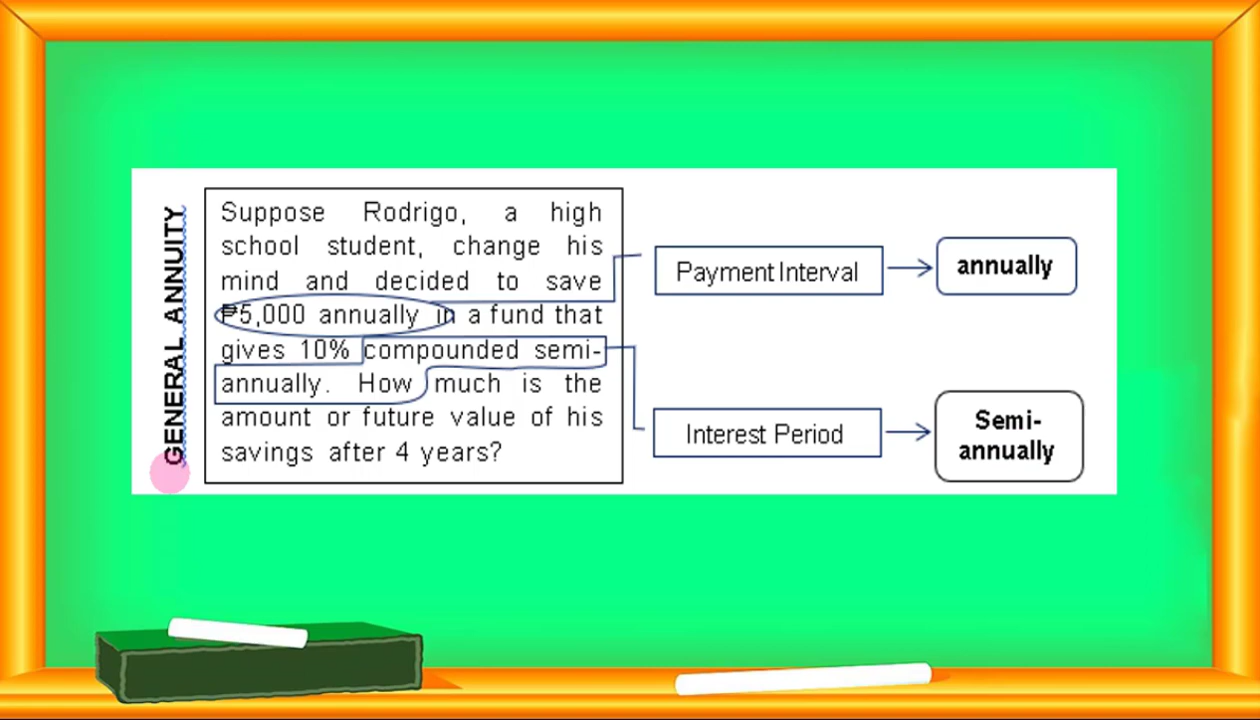 GENERAL ANNUITY
Suppose Rodrigo, a high
school student, change his
mind and decided to save
₱5,000 annually in a fund that
gives 10% compounded semi-
annually. How much is the
amount or future value of his
savings after 4 years?
Payment Interval
annually
Interest Period
Semi-
annually